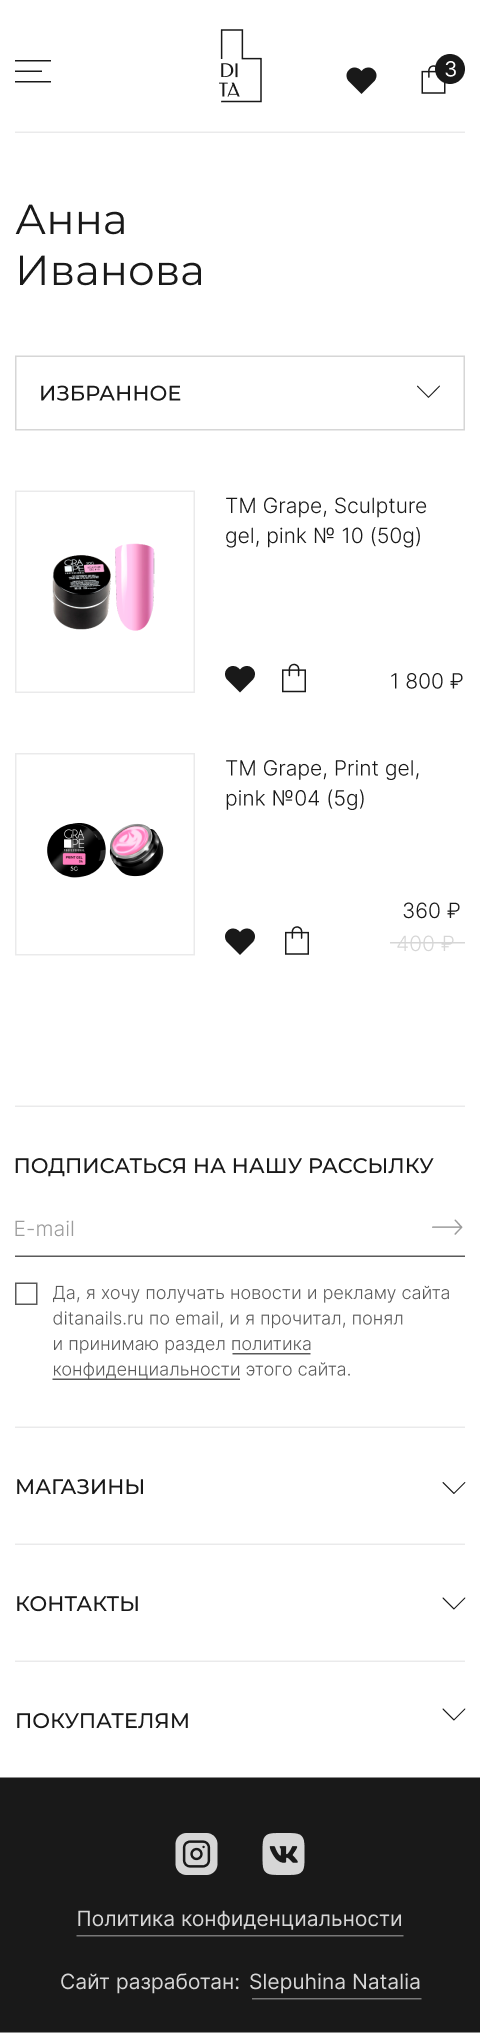 DI
TA
3
Анна
Иванова
ИЗБРАННОЕ
TM Grape, Sculpture
gel, pink № 10 (50g)
GRA
PE
1 800 ₽
TM Grape, Print gel,
pink №04 (5g)
GRA
PE
PRINT GEL
5G
360 ₽
400 ₽
ПОДПИСАТЬСЯ НА НАШУ РАССЫЛКУ
E-mail
Да, я хочу получать новости и рекламу сайта
ditanails.ru по email, и я прочитал, понял
и принимаю раздел политика
конфиденциальности этого сайта.
МАГАЗИНЫ
КОНТАКТЫ
ПОКУПАТЕЛЯМ
Политика конфиденциальности
Сайт разработан: Slepuhina Natalia